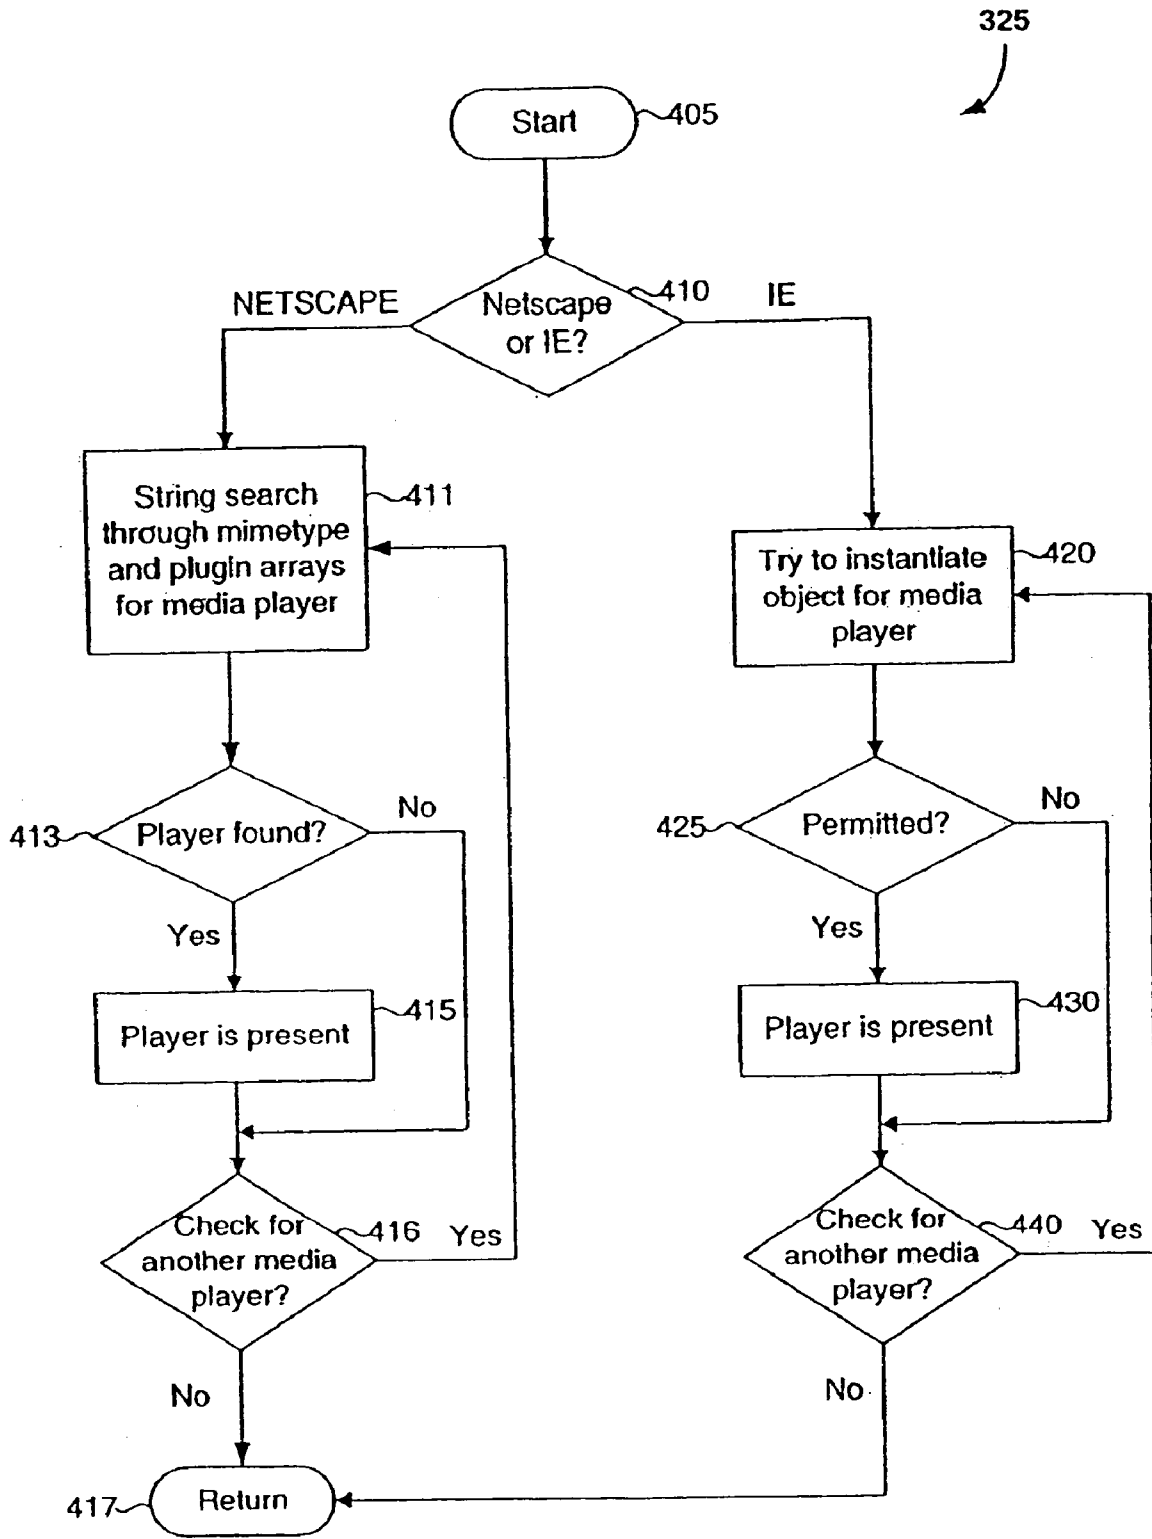 325
Start
405
NETSCAPE
Netscape
or IE?
410
IE
String search
through mimetype
and plugin arrays
for media player
411
Try to instantiate
object for media
player
420
413
Player found?
No
425
Permitted?
No
Yes
Yes
Player is present
415
Player is present
430
Check for
another media
player?
416
Yes
Check for
another media
player?
440
Yes
No
No
417
Return